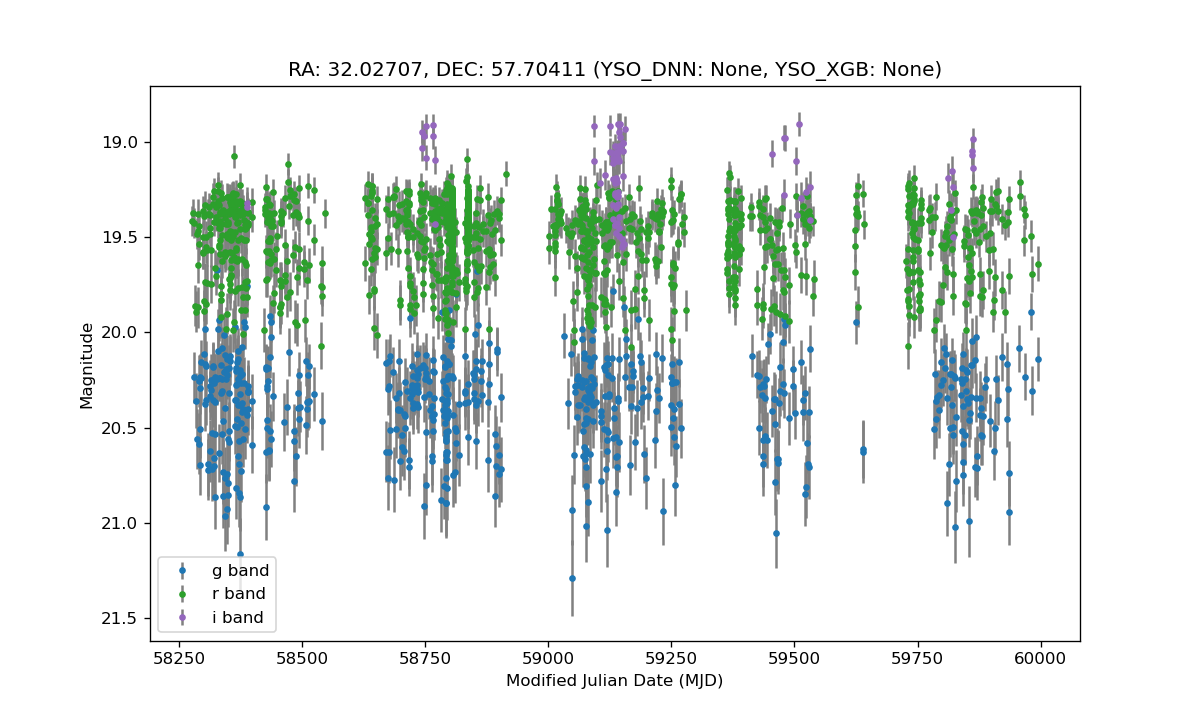 RA: 32.02707, DEC: 57.70411 (YSO_DNN: None, YSO_XGB: None)
19.0
19.5
20.0
20.5
21.0
21.5
Magnitude
g band
r band
i band
58250 58500 58750 59000 59250 59500 59750 60000
Modified Julian Date (MJD)